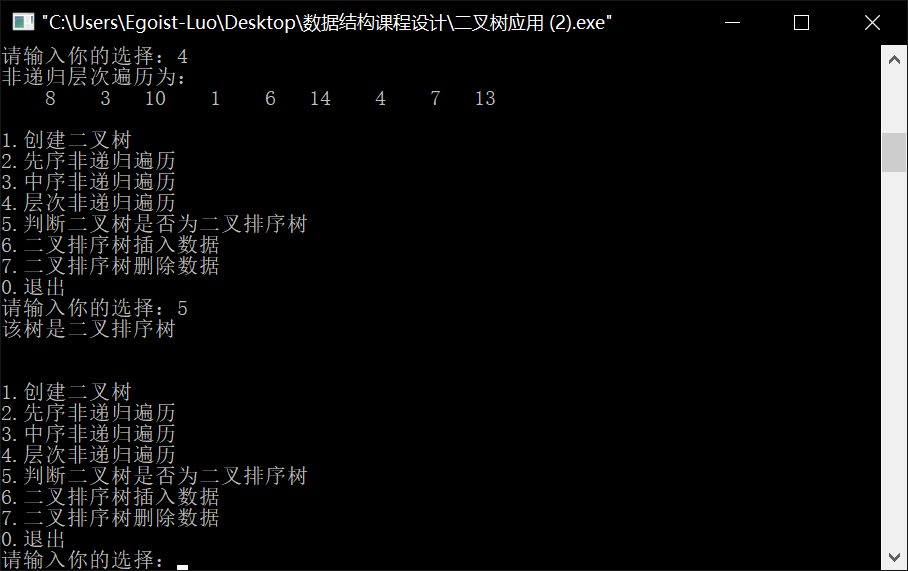 "C:\Users\Egoist-Luo\Desktop\数据结构课程设计\二叉树应用 (2).exe"
请输入你的选择：4
非递归层次遍历为：
8 3 10 1 6 14 4 7 13
1.创建二叉树
2.先序非递归遍历
3.中序非递归遍历
4.层次非递归遍历
5.判断二叉树是否为二叉排序树
6.二叉排序树插入数据
7.二叉排序树删除数据
0.退出
请输入你的选择：5
该树是二叉排序树
1.创建二叉树
2.先序非递归遍历
3.中序非递归遍历
4.层次非递归遍历
5.判断二叉树是否为二叉排序树
6.二叉排序树插入数据
7.二叉排序树删除数据
0.退出
请输入你的选择：